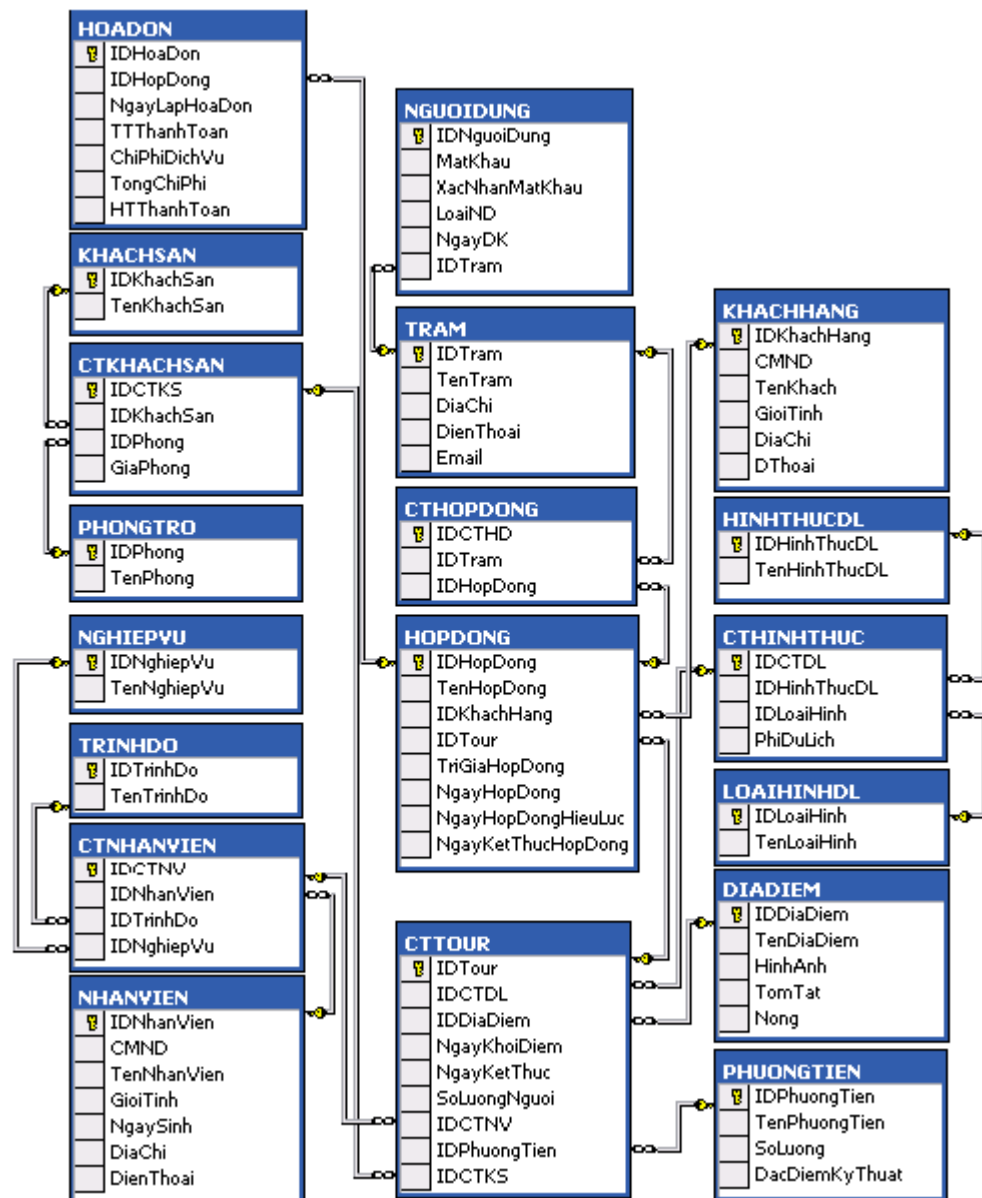 HOADON
IDHoaDon
IDHopDong
NgayLapHoaDon
TTThanhToan
ChiPhiDichVu
TongChiPhi
HTThanhToan
KHACHSAN
IDKhachSan
TenKhachSan
CTKHACHSAN
IDCTKS
IDKhachSan
IDPhong
GiaPhong
PHONGTRO
IDPhong
TenPhong
NGHIEPVU
IDNghiepVu
TenNghiepVu
TRINHDO
IDTrinhDo
TenTrinhDo
CTNHANVIEN
IDCTNV
IDNhanVien
IDTrinhDo
IDNghiepVu
NHANVIEN
IDNhanVien
CMND
TenNhanVien
GioiTinh
NgaySinh
DiaChi
DienThoai
NGUOIDUNG
IDNguoiDung
MatKhau
XacNhanMatKhau
LoaiND
NgayDK
IDTram
TRAM
IDTram
TenTram
DiaChi
DienThoai
Email
CTHOPDONG
IDCTHD
IDTram
IDHopDong
HOPDONG
IDHopDong
TenHopDong
IDKhachHang
IDTour
TriGiaHopDong
NgayHopDong
NgayHopDongHieuLuc
NgayKetThucHopDong
CTTOUR
IDTour
IDCTDL
IDDiaDiem
NgayKhoiDiem
NgayKetThuc
SoLuongNguoi
IDCTNV
IDPhuongTien
IDCTKS
KHACHHANG
IDKhachHang
CMND
TenKhach
GioiTinh
DiaChi
DThoai
HINHTHUCDL
IDHinhThucDL
TenHinhThucDL
CTHINHTHUC
IDCTDL
IDHinhThucDL
IDLoaiHinh
PhiDuLich
LOAIHINHDL
IDLoaiHinh
TenLoaiHinh
DIADIEM
IDDiaDiem
TenDiaDiem
HinhAnh
TomTat
Nong
PHUONGTIEN
IDPhuongTien
TenPhuongTien
SoLuong
DacDiemKyThuat